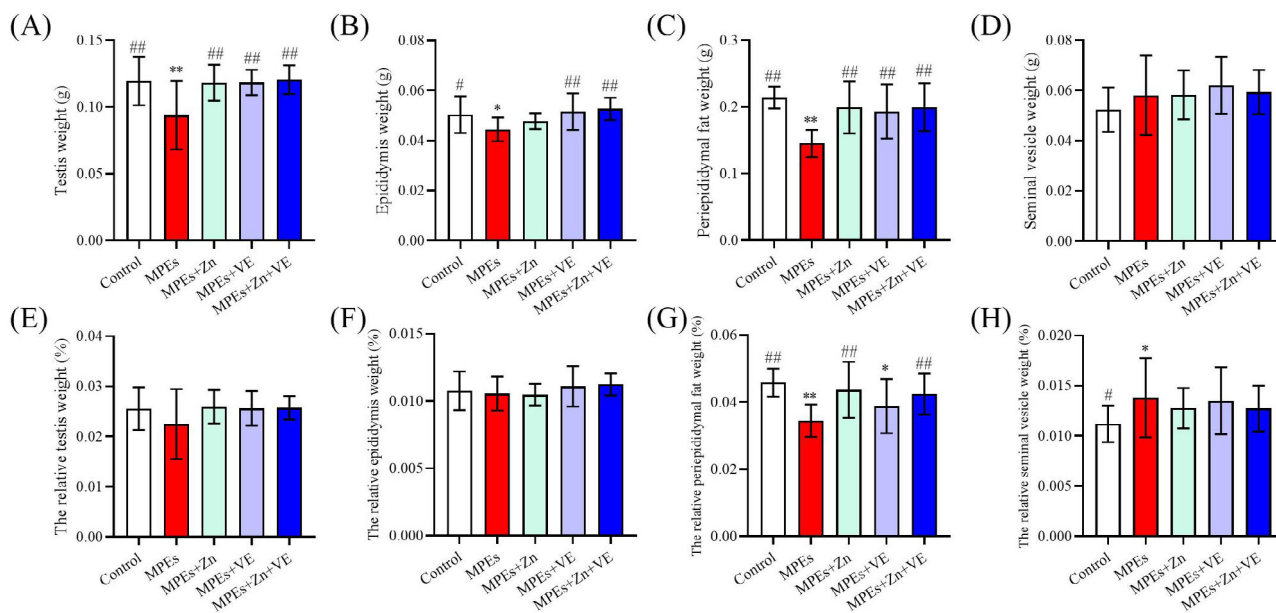 (A)
Testis weight (g)
0.15
0.10
0.05
0.00
##
**
##
##
##
Control
MPEs
MPEs+Zn
MPEs+VE
MPEs+Zn+VE
(B)
Epididymis weight (g)
0.08
0.06
0.04
0.02
0.00
#
*
##
##
Control
MPEs
MPEs+Zn
MPEs+VE
MPEs+Zn+VE
(C)
Periepididymal fat weight (g)
0.3
0.2
0.1
0.0
##
**
##
##
##
Control
MPEs
MPEs+Zn
MPEs+VE
MPEs+Zn+VE
(D)
Seminal vesicle weight (g)
0.08
0.06
0.04
0.02
0.00
Control
MPEs
MPEs+Zn
MPEs+VE
MPEs+Zn+VE
(E)
The relative testis weight (%)
0.04
0.03
0.02
0.01
0.00
Control
MPEs
MPEs+Zn
MPEs+VE
MPEs+Zn+VE
(F)
The relative epididymis weight (%)
0.015
0.010
0.005
0.000
Control
MPEs
MPEs+Zn
MPEs+VE
MPEs+Zn+VE
(G)
The relative periepididymal fat weight (%)
0.06
0.04
0.02
0.00
##
**
##
*
##
Control
MPEs
MPEs+Zn
MPEs+VE
MPEs+Zn+VE
(H)
The relative seminal vesicle weight (%)
0.020
0.015
0.010
0.005
0.000
#
*
Control
MPEs
MPEs+Zn
MPEs+VE
MPEs+Zn+VE